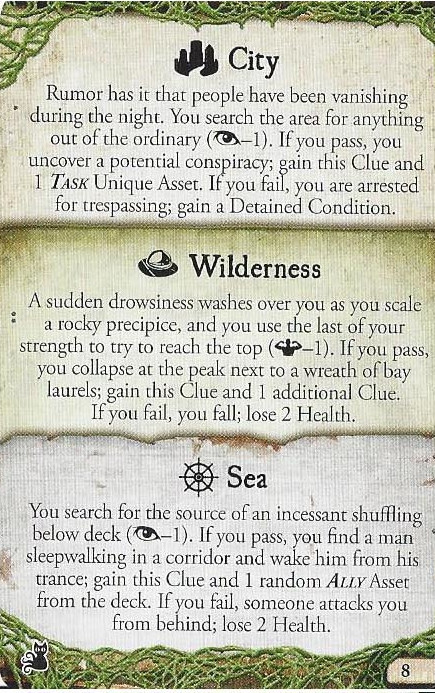 City
Rumor has it that people have been vanishing
during the night. You search the area for anything
out of the ordinary (–1). If you pass, you
uncover a potential conspiracy; gain this Clue and
1 TASK Unique Asset. If you fail, you are arrested
for trespassing; gain a Detained Condition.
Wilderness
A sudden drowsiness washes over you as you scale
a rocky precipice, and you use the last of your
strength to try to reach the top (–1). If you pass,
you collapse at the peak next to a wreath of bay
laurels; gain this Clue and 1 additional Clue.
If you fail, you fall; lose 2 Health.
Sea
You search for the source of an incessant shuffling
below deck (–1). If you pass, you find a man
sleepwalking in a corridor and wake him from his
trance; gain this Clue and 1 random ALLY Asset
from the deck. If you fail, someone attacks you
from behind; lose 2 Health.
8